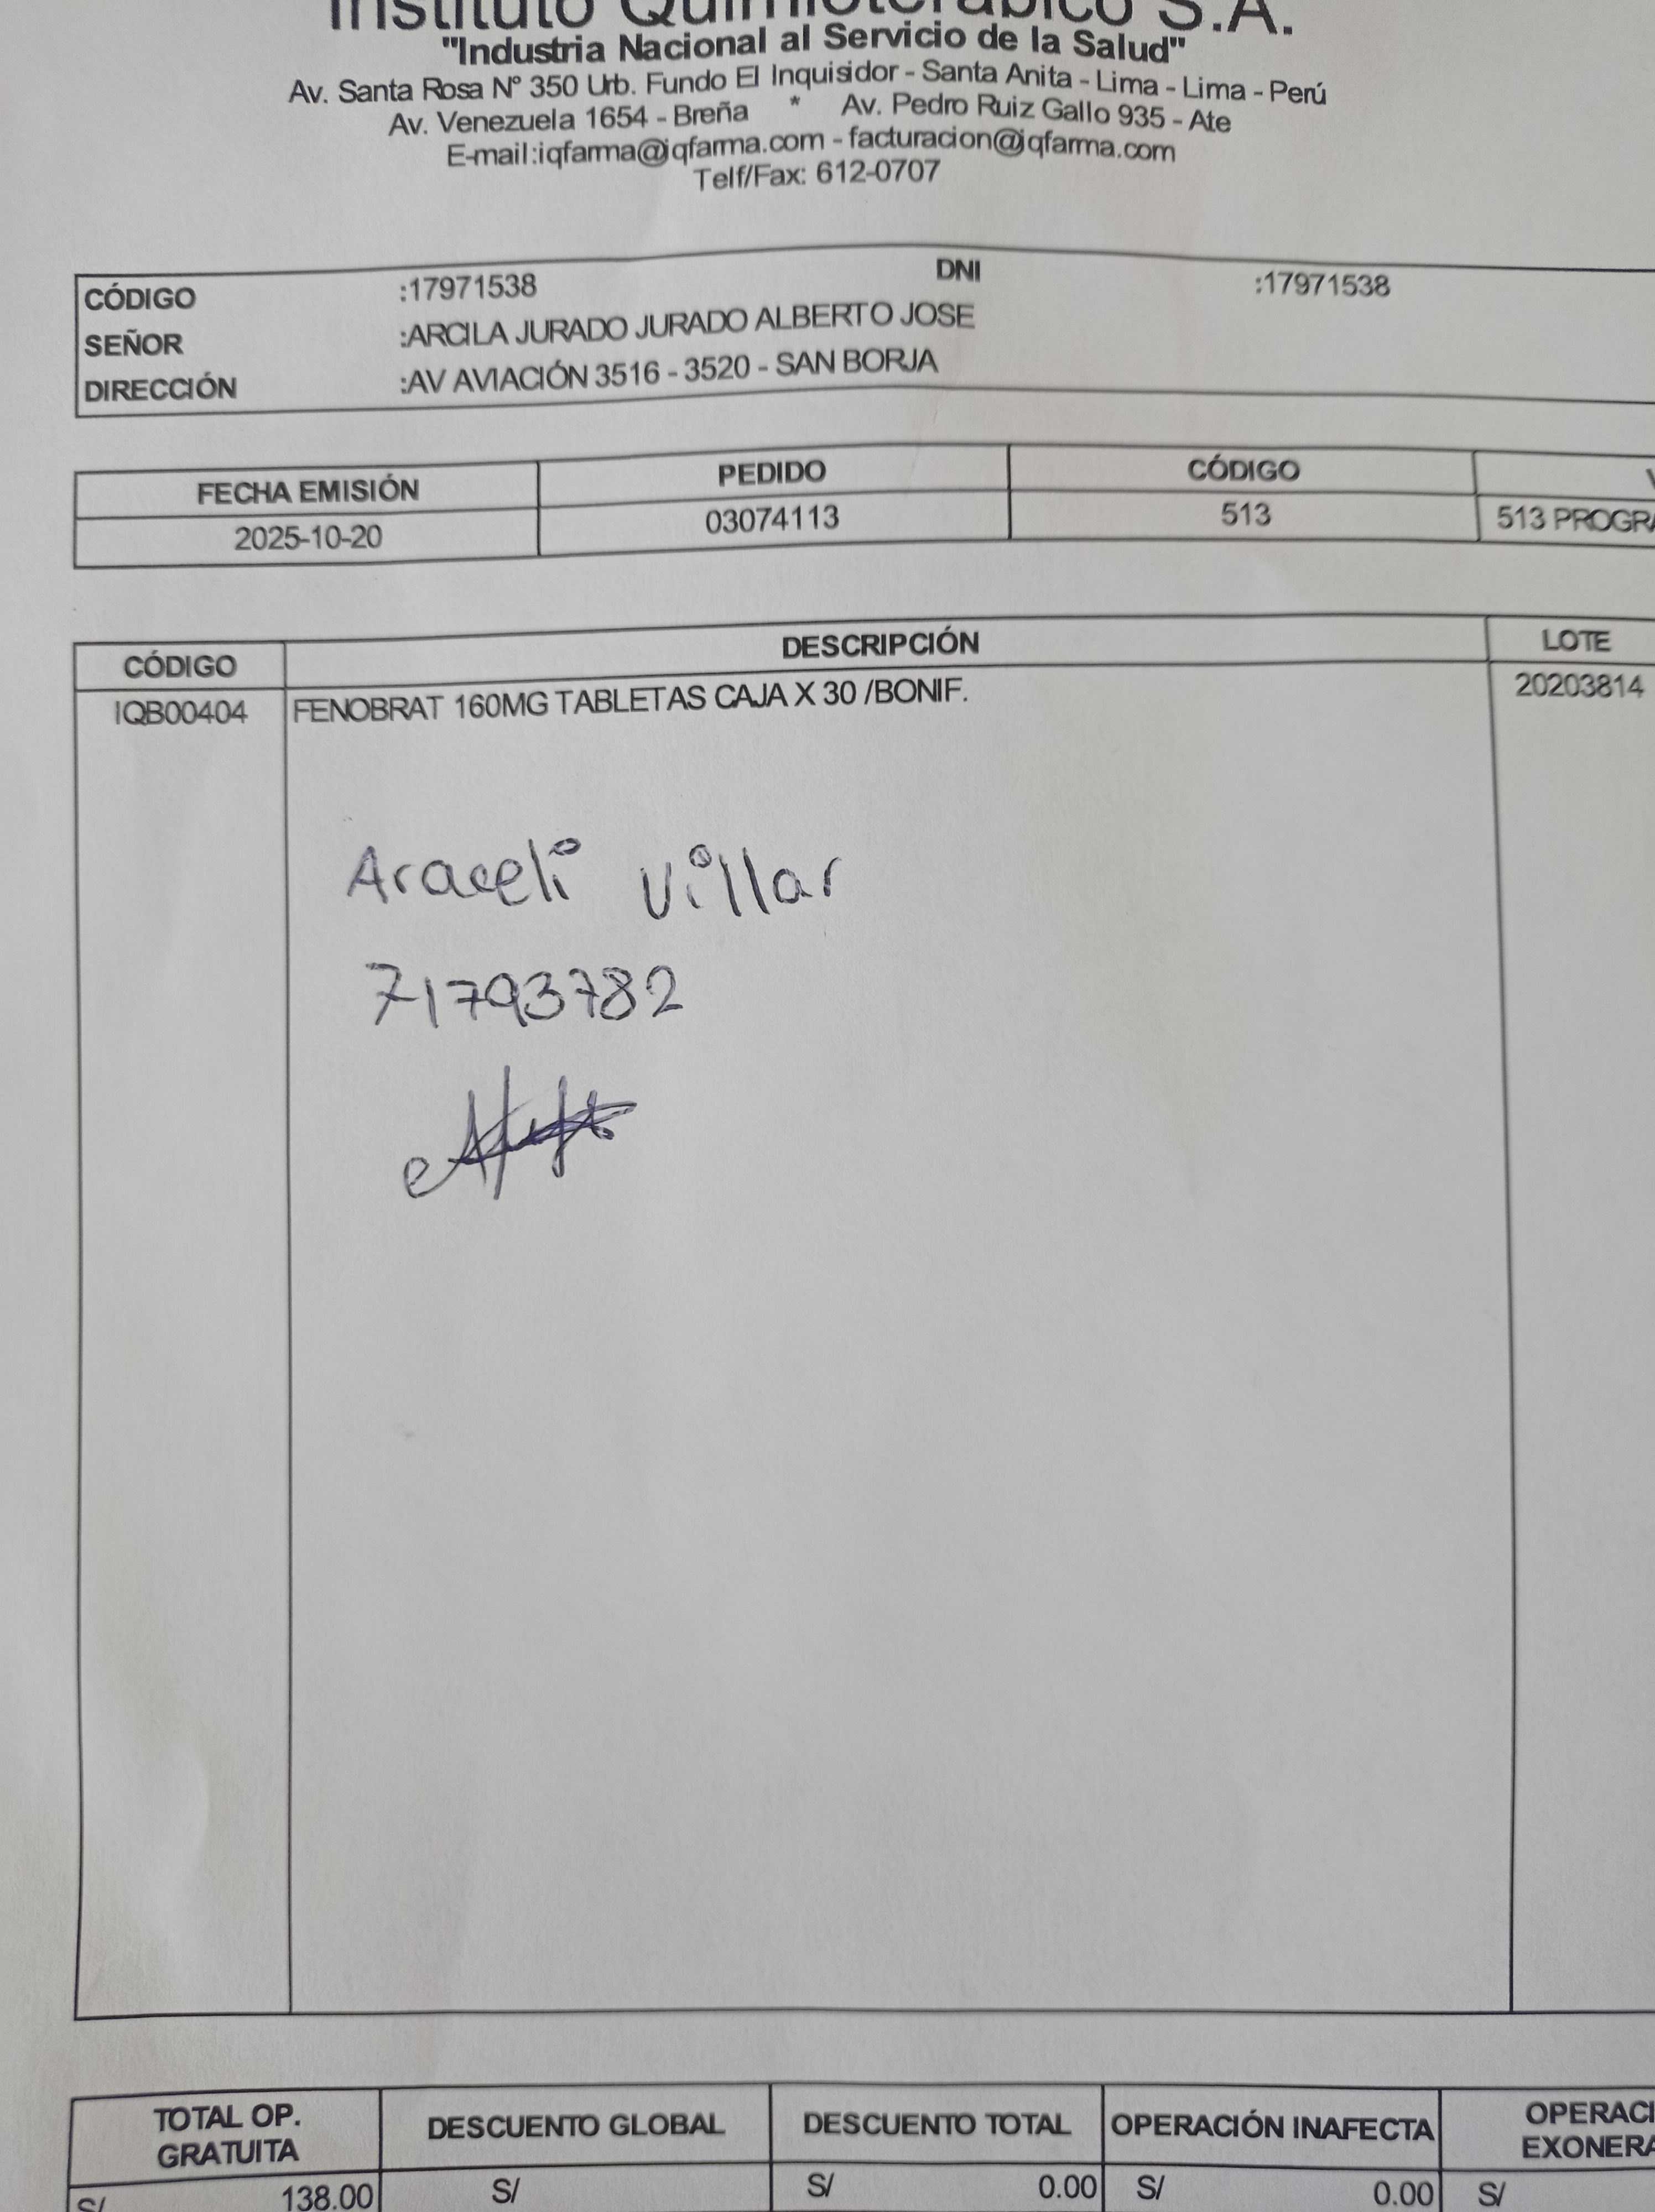 Instituto Quimioterápico S.A.
"Industria Nacional al Servicio de la Salud"
Av. Santa Rosa N° 350 Urb. Fundo El Inquisidor - Santa Anita - Lima - Lima - Perú
Av. Venezuela 1654 - Breña * Av. Pedro Ruiz Gallo 935 - Ate
E-mail:iqfarma@iqfarma.com - facturacion@iqfarma.com
Telf/Fax: 612-0707
CÓDIGO :17971538 DNI :17971538
SEÑOR :ARCILA JURADO JURADO ALBERTO JOSE
DIRECCIÓN :AV AVIACIÓN 3516 - 3520 - SAN BORJA
FECHA EMISIÓN PEDIDO CÓDIGO
2025-10-20 03074113 513 513 PROGRA
CÓDIGO DESCRIPCIÓN LOTE
IQB00404 FENOBRAT 160MG TABLETAS CAJA X 30 /BONIF. 20203814
Araceli Villar
71793782
TOTAL OP. GRATUITA DESCUENTO GLOBAL DESCUENTO TOTAL OPERACIÓN INAFECTA OPERACI EXONERA
S/ 138.00 S/ S/ 0.00 S/ 0.00 S/